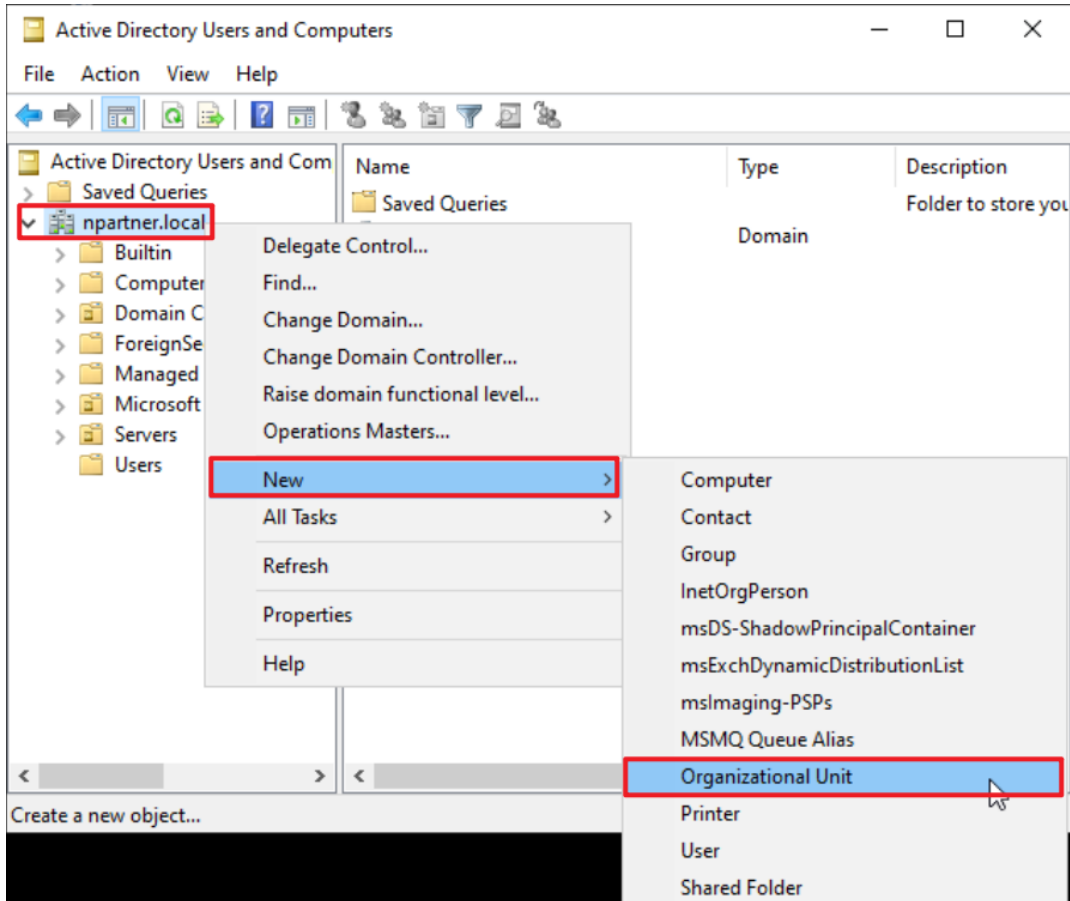 Active Directory Users and Computers
File Action View Help
Active Directory Users and Com
Saved Queries
npartner.local
Builtin
Computer
Domain C
ForeignSe
Managed
Microsoft
Servers
Users
Name Type Description
Saved Queries Folder to store you
Domain
Delegate Control...
Find...
Change Domain...
Change Domain Controller...
Raise domain functional level...
Operations Masters...
New
All Tasks
Refresh
Properties
Help
Computer
Contact
Group
InetOrgPerson
msDS-ShadowPrincipalContainer
msExchDynamicDistributionList
msImaging-PSPs
MSMQ Queue Alias
Organizational Unit
Printer
User
Shared Folder
Create a new object...